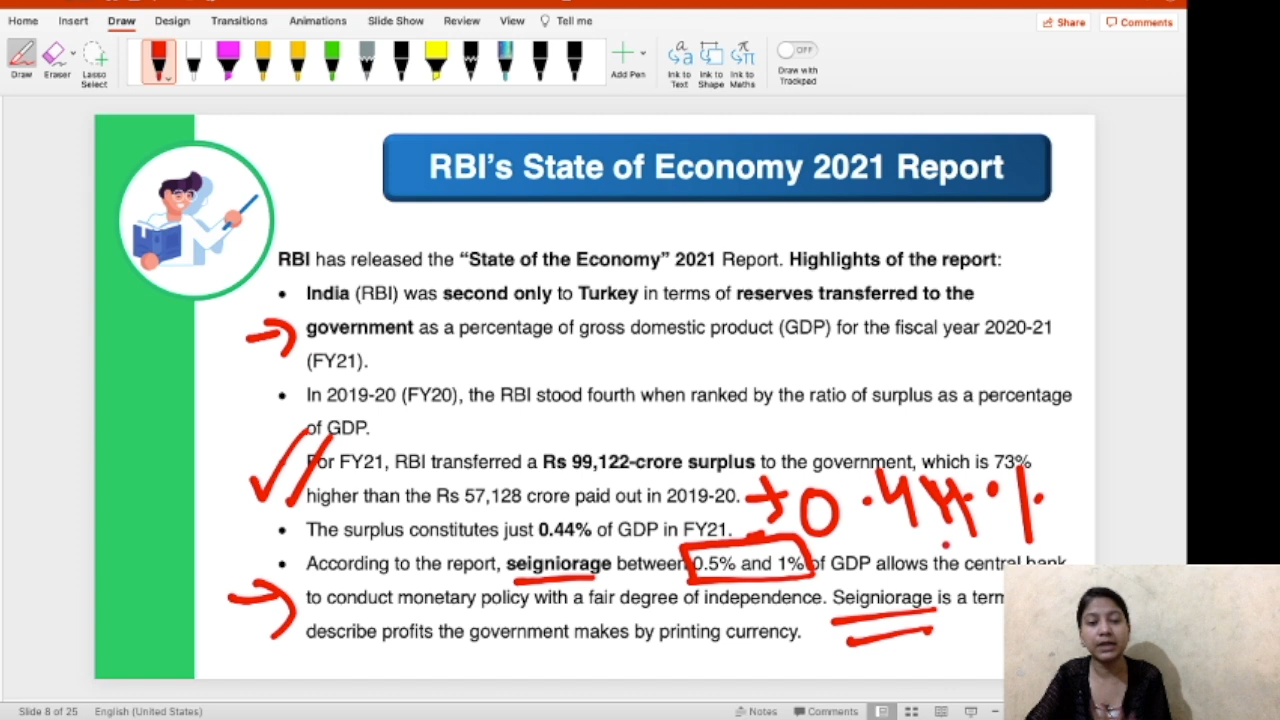 Home Insert Draw Design Transitions Animations Slide Show Review View Tell me
Share Comments
Draw Eraser Lasso Select Add Pen Ink to Text Ink to Shape Ink to Maths OFF Draw with Trackpad
RBI's State of Economy 2021 Report
RBI has released the “State of the Economy” 2021 Report. Highlights of the report:
• India (RBI) was second only to Turkey in terms of reserves transferred to the
government as a percentage of gross domestic product (GDP) for the fiscal year 2020-21
(FY21).
• In 2019-20 (FY20), the RBI stood fourth when ranked by the ratio of surplus as a percentage
of GDP.
For FY21, RBI transferred a Rs 99,122-crore surplus to the government, which is 73%
higher than the Rs 57,128 crore paid out in 2019-20.
0.44%
• The surplus constitutes just 0.44% of GDP in FY21.
• According to the report, seigniorage between 0.5% and 1% of GDP allows the central bank
to conduct monetary policy with a fair degree of independence. Seigniorage is a term
describe profits the government makes by printing currency.
Slide 8 of 25 English (United States) Notes Comments